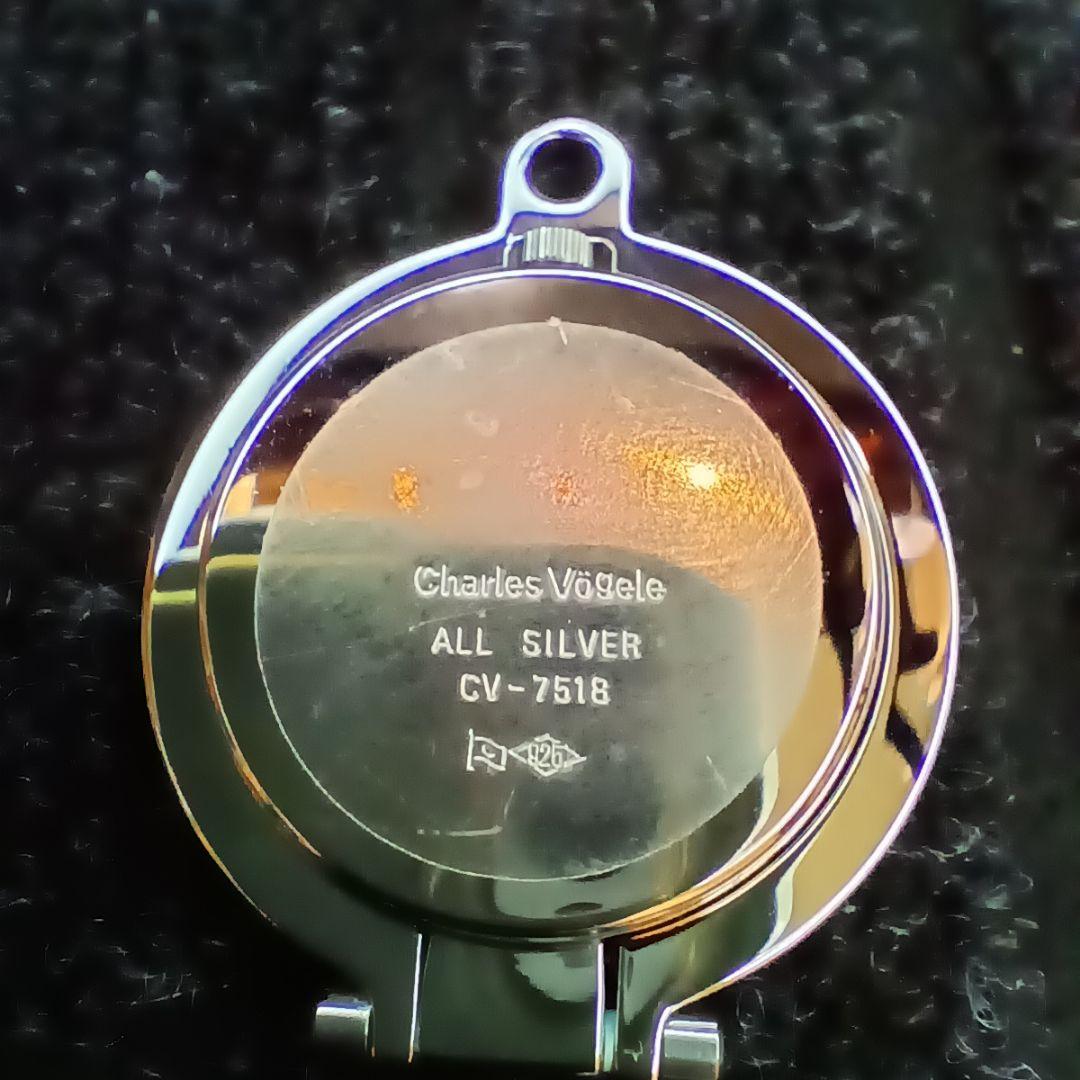 Charles Vögele
ALL SILVER
CV-7518
925